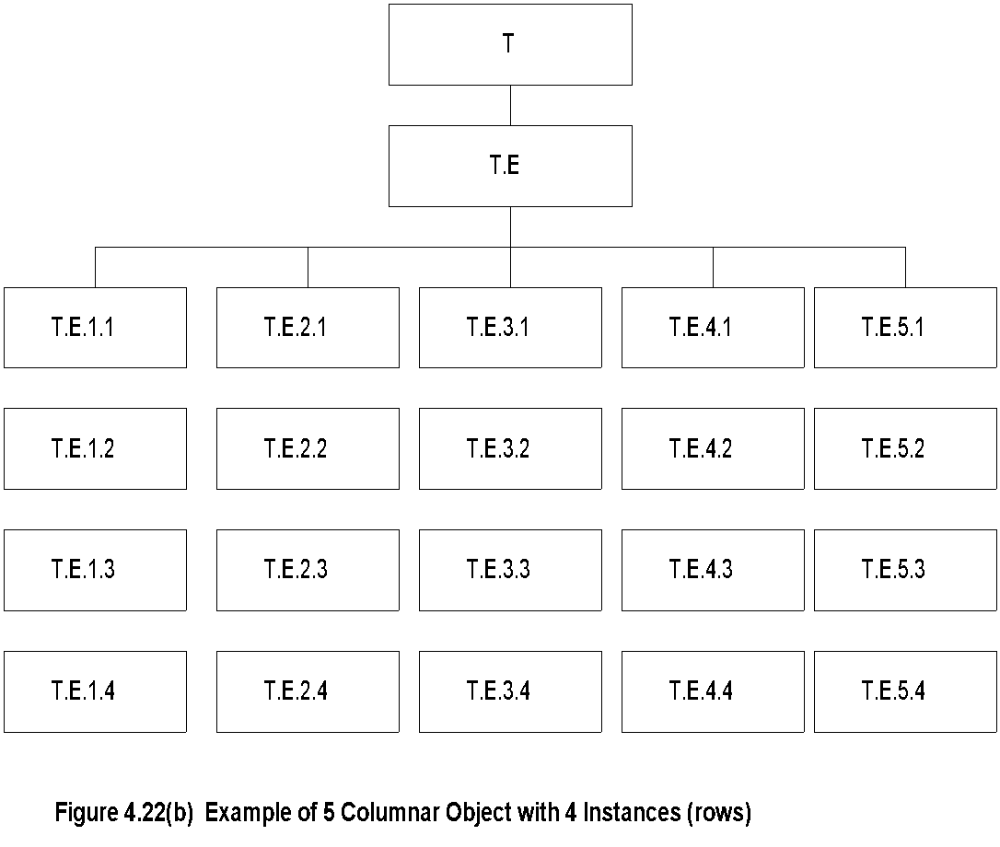 T
T.E
T.E.1.1 T.E.2.1 T.E.3.1 T.E.4.1 T.E.5.1
T.E.1.2 T.E.2.2 T.E.3.2 T.E.4.2 T.E.5.2
T.E.1.3 T.E.2.3 T.E.3.3 T.E.4.3 T.E.5.3
T.E.1.4 T.E.2.4 T.E.3.4 T.E.4.4 T.E.5.4
Figure 4.22(b) Example of 5 Columnar Object with 4 Instances (rows)